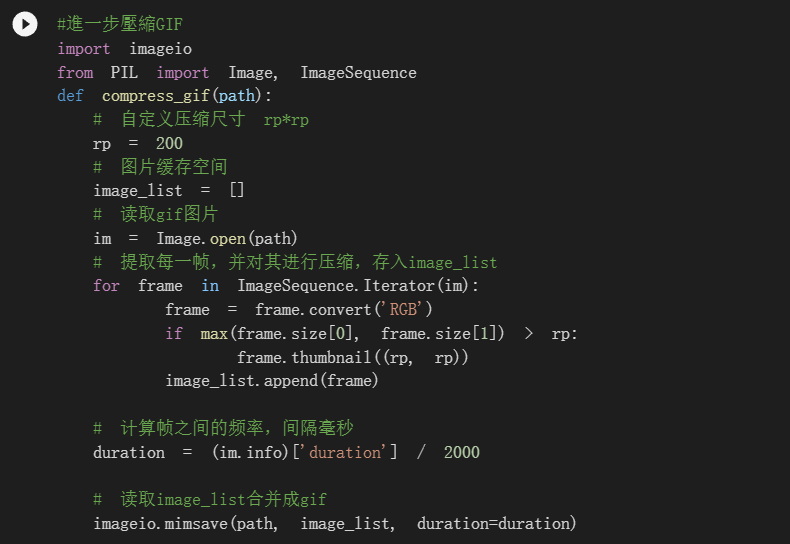 #進一步壓縮GIF
import imageio
from PIL import Image, ImageSequence
def compress_gif(path):
    # 自定义压缩尺寸 rp*rp
    rp = 200
    # 图片缓存空间
    image_list = []
    # 读取gif图片
    im = Image.open(path)
    # 提取每一帧，并对其进行压缩，存入image_list
    for frame in ImageSequence.Iterator(im):
            frame = frame.convert('RGB')
            if max(frame.size[0], frame.size[1]) > rp:
                    frame.thumbnail((rp, rp))
            image_list.append(frame)
    # 计算帧之间的频率，间隔毫秒
    duration = (im.info)['duration'] / 2000
    # 读取image_list合并成gif
    imageio.mimsave(path, image_list, duration=duration)